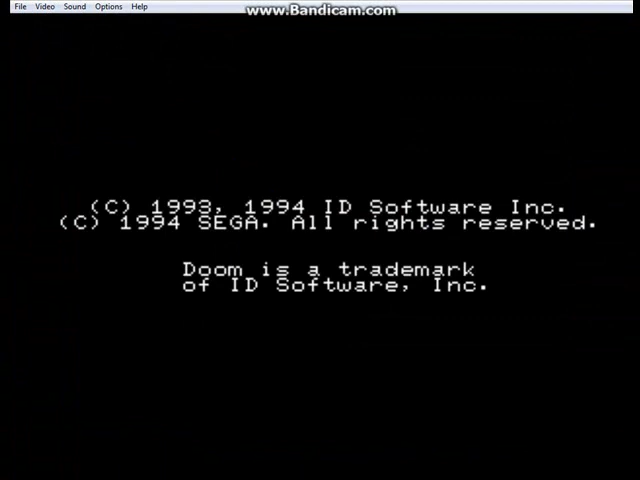 File Video Sound Options Help
www.Bandicam.com
(C) 1993, 1994 ID Software Inc.
(C) 1994 SEGA. All rights reserved.
Doom is a trademark
of ID Software, Inc.